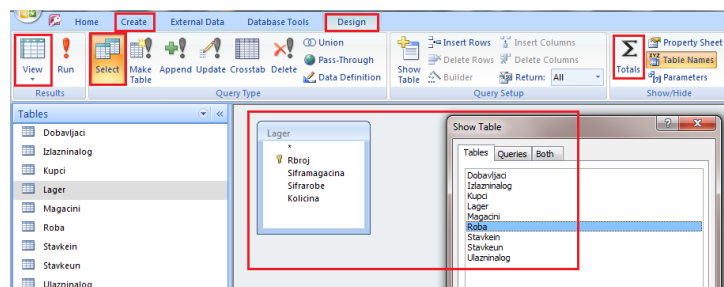 Home Create External Data Database Tools Design
View Run Select Make Table Append Update Crosstab Delete
Union
Pass-Through
Data Definition
Show Table
Insert Rows Insert Columns
Delete Rows Delete Columns
Builder Return: All
Totals
Property Sheet
Table Names
Parameters
Results Query Type Query Setup Show/Hide
Tables
Dobavljaci
Izlazninalog
Kupci
Lager
Magacini
Roba
Stavkein
Stavkeun
Ulazninalog
Lager
*
Rbroj
Siframagacina
Sifrarobe
Kolicina
Show Table
Tables Queries Both
Dobavljaci
Izlazninalog
Kupci
Lager
Magacini
Roba
Stavkein
Stavkeun
Ulazninalog